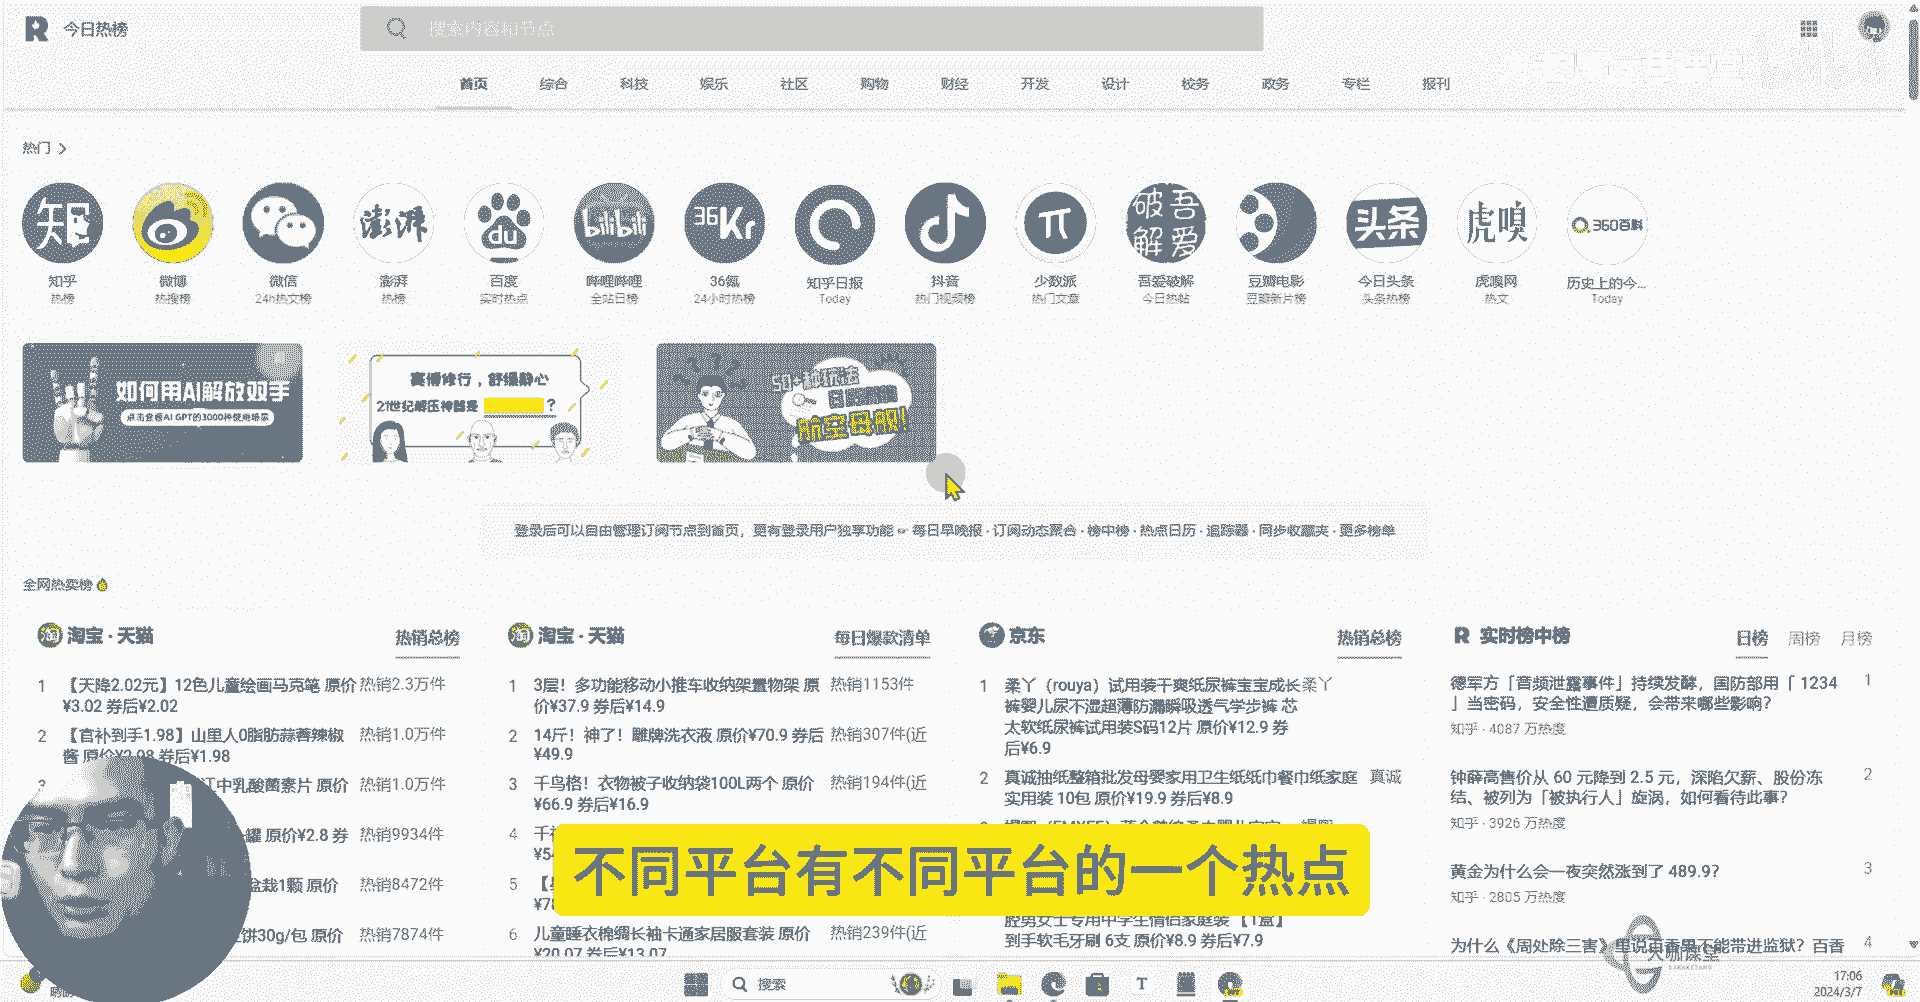 今日热榜
搜索内容和节点
首页 综合 科技 娱乐 社区 购物 财经 开发 设计 校务 政务 专栏 报刊
热门
知
澎湃
du
bilibili
36Kr
π
吾爱破解
头条
虎嗅
360百科
知乎 微博 微信 澎湃 百度 哔哩哔哩 36氪 知乎日报 抖音 少数派 吾爱破解 豆瓣电影 今日头条 虎嗅网 历史上的今...
热榜 热搜榜 24h热文榜 热榜 实时热点 全站日榜 24小时热榜 Today 热门视频榜 热门文章 今日热帖 豆瓣新片榜 头条热榜 热文 Today
如何用AI解放双手
点击查看AI GPT的3000种使用场景
赛博修行，舒缓静心
21世纪解压神器是 ？
50+种玩法
航空母舰!
登录后可以自由管理订阅节点到首页，更有登录用户独享功能 ☞ 每日早晚报 · 订阅动态聚合 · 榜中榜 · 热点日历 · 追踪器 · 同步收藏夹 · 更多榜单
全网热卖榜
淘宝 · 天猫 热销总榜
1 【天降2.02元】12色儿童绘画马克笔 原价 热销2.3万件
¥3.02 券后¥2.02
2 【官补到手1.98】山里人0脂肪蒜蓉辣椒 热销1.0万件
酱 原价¥3.98 券后¥1.98
江中乳酸菌素片 原价 热销1.0万件
罐 原价¥2.8 券 热销9934件
盆栽1颗 原价 热销8472件
饼30g/包 原价 热销7874件
淘宝 · 天猫 每日爆款清单
1 3层！多功能移动小推车收纳架置物架 原 热销1153件
价¥37.9 券后¥14.9
2 14斤！神了！雕牌洗衣液 原价¥70.9 券后 热销307件(近
¥49.9
3 千鸟格！衣物被子收纳袋100L两个 原价 热销194件(近
¥66.9 券后¥16.9
4
5
6 儿童睡衣棉绸长袖卡通家居服套装 原价 热销239件(近
¥20.07 券后¥13.07
京东 热销总榜
1 柔丫（rouya）试用装干爽纸尿裤宝宝成长 柔丫
裤婴儿尿不湿超薄防漏瞬吸透气学步裤 芯
太软纸尿裤试用装S码12片 原价¥12.9 券
后¥6.9
2 真诚抽纸整箱批发母婴家用卫生纸纸巾餐巾纸家庭 真诚
实用装 10包 原价¥19.9 券后¥8.9
腔男女士专用中学生情侣家庭装 【1盒】
到手软毛牙刷 6支 原价¥8.9 券后¥7.9
实时榜中榜 日榜 周榜 月榜
德军方「音频泄露事件」持续发酵，国防部用「 1234 1
」当密码，安全性遭质疑，会带来哪些影响？
知乎 · 4087 万热度
钟薛高售价从 60 元降到 2.5 元，深陷欠薪、股份冻 2
结、被列为「被执行人」旋涡，如何看待此事？
知乎 · 3926 万热度
黄金为什么会一夜突然涨到了 489.9？ 3
知乎 · 2805 万热度
为什么《周处除三害》里说百香果不能带进监狱？百香 4
不同平台有不同平台的一个热点
大咖课堂
DAKAKETANG
搜索
17:06
2024/3/7